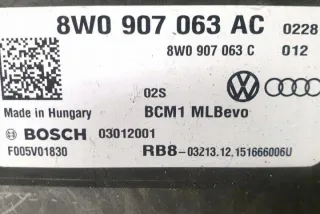 8W0 907 063 AC 0228
8W0 907 063 C 012
02S
Made in Hungary BCM1 MLBevo
BOSCH 03012001
F005V01830 RB8-03213.12,151666006U